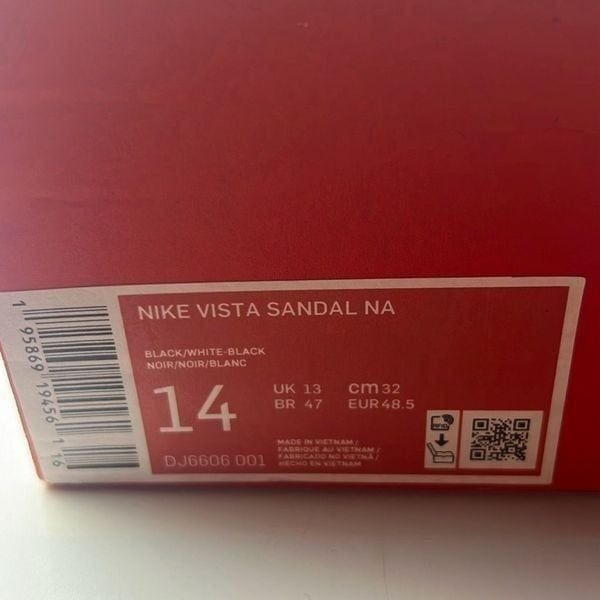 NIKE VISTA SANDAL NA
BLACK/WHITE-BLACK
NOIR/NOIR/BLANC
14
UK 13 cm 32
BR 47 EUR 48.5
DJ6606 001
MADE IN VIETNAM /
FABRIQUÉ AU VIETNAM /
FABRICADO NO VIETNÃ /
HECHO EN VIETNAM
1 95869 19456 1 16